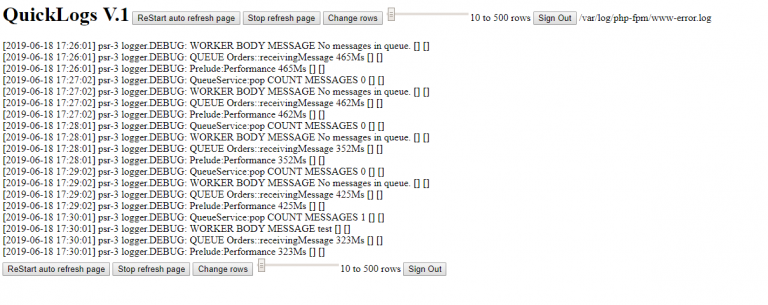 QuickLogs V.1 ReStart auto refresh page Stop refresh page Change rows 10 to 500 rows Sign Out /var/log/php-fpm/www-error.log
[2019-06-18 17:26:01] psr-3 logger.DEBUG: WORKER BODY MESSAGE No messages in queue. [] []
[2019-06-18 17:26:01] psr-3 logger.DEBUG: QUEUE Orders::receivingMessage 465Ms [] []
[2019-06-18 17:26:01] psr-3 logger.DEBUG: Prelude:Performance 465Ms [] []
[2019-06-18 17:27:02] psr-3 logger.DEBUG: QueueService:pop COUNT MESSAGES 0 [] []
[2019-06-18 17:27:02] psr-3 logger.DEBUG: WORKER BODY MESSAGE No messages in queue. [] []
[2019-06-18 17:27:02] psr-3 logger.DEBUG: QUEUE Orders::receivingMessage 462Ms [] []
[2019-06-18 17:27:02] psr-3 logger.DEBUG: Prelude:Performance 462Ms [] []
[2019-06-18 17:28:01] psr-3 logger.DEBUG: QueueService:pop COUNT MESSAGES 0 [] []
[2019-06-18 17:28:01] psr-3 logger.DEBUG: WORKER BODY MESSAGE No messages in queue. [] []
[2019-06-18 17:28:01] psr-3 logger.DEBUG: QUEUE Orders::receivingMessage 352Ms [] []
[2019-06-18 17:28:01] psr-3 logger.DEBUG: Prelude:Performance 352Ms [] []
[2019-06-18 17:29:02] psr-3 logger.DEBUG: QueueService:pop COUNT MESSAGES 0 [] []
[2019-06-18 17:29:02] psr-3 logger.DEBUG: WORKER BODY MESSAGE No messages in queue. [] []
[2019-06-18 17:29:02] psr-3 logger.DEBUG: QUEUE Orders::receivingMessage 425Ms [] []
[2019-06-18 17:29:02] psr-3 logger.DEBUG: Prelude:Performance 425Ms [] []
[2019-06-18 17:30:01] psr-3 logger.DEBUG: QueueService:pop COUNT MESSAGES 1 [] []
[2019-06-18 17:30:01] psr-3 logger.DEBUG: WORKER BODY MESSAGE test [] []
[2019-06-18 17:30:01] psr-3 logger.DEBUG: QUEUE Orders::receivingMessage 323Ms [] []
[2019-06-18 17:30:01] psr-3 logger.DEBUG: Prelude:Performance 323Ms [] []
ReStart auto refresh page Stop refresh page Change rows 10 to 500 rows Sign Out